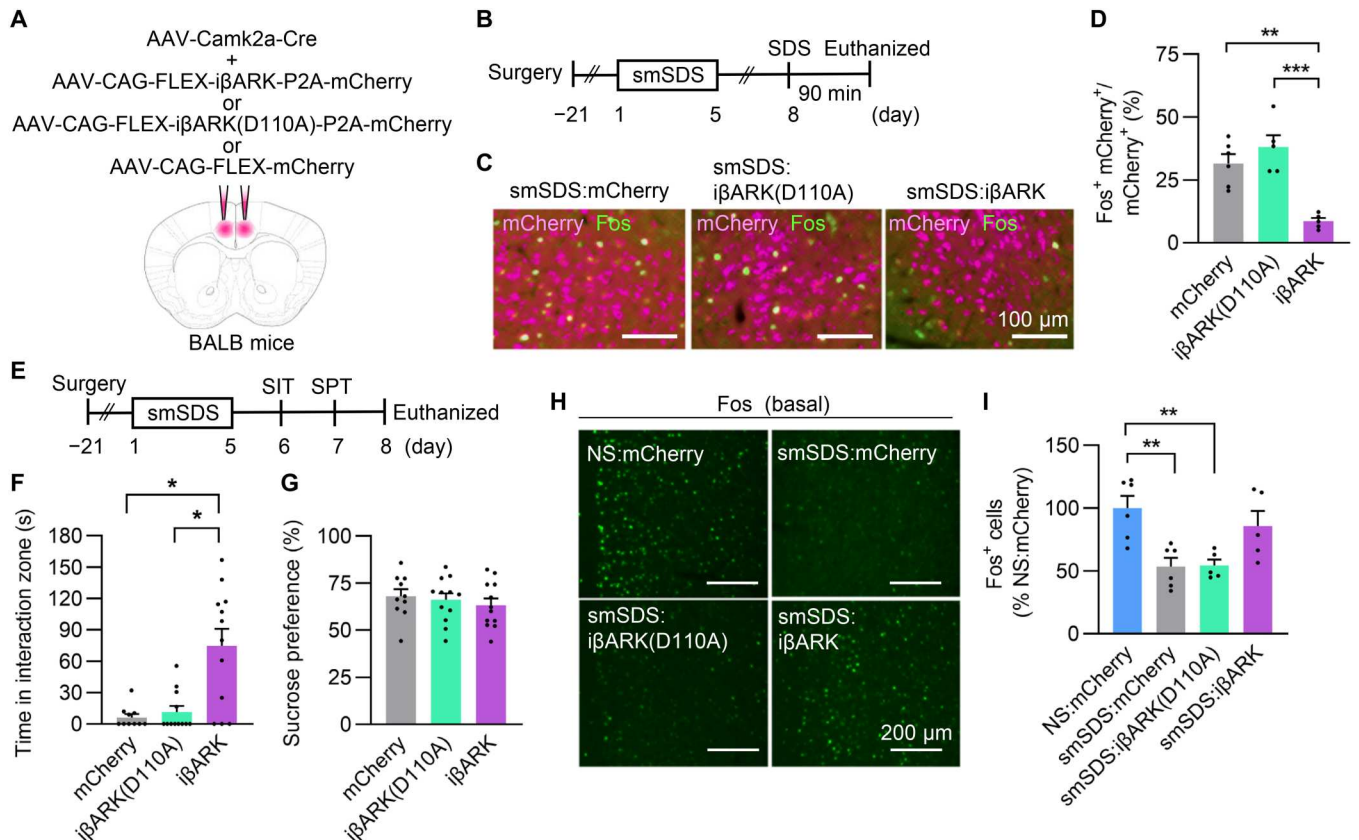 A
AAV-Camk2a-Cre
+
AAV-CAG-FLEX-iβARK-P2A-mCherry
or
AAV-CAG-FLEX-iβARK(D110A)-P2A-mCherry
or
AAV-CAG-FLEX-mCherry
BALB mice
B
SDS Euthanized
Surgery smSDS
90 min
−21 1 5 8 (day)
C
smSDS:mCherry
smSDS:
iβARK(D110A)
smSDS:iβARK
mCherry Fos
mCherry Fos
mCherry Fos
100 µm
D
Fos⁺ mCherry⁺/
mCherry⁺ (%)
75
50
25
0
**
***
mCherry
iβARK(D110A)
iβARK
E
Surgery SIT SPT
smSDS Euthanized
−21 1 5 6 7 8 (day)
F
Time in interaction zone (s)
180
150
120
90
60
30
0
*
*
mCherry
iβARK(D110A)
iβARK
G
Sucrose preference (%)
100
75
50
25
0
mCherry
iβARK(D110A)
iβARK
H
Fos (basal)
NS:mCherry
smSDS:mCherry
smSDS:
iβARK(D110A)
smSDS:
iβARK
200 µm
I
Fos⁺ cells
(% NS:mCherry)
150
100
50
0
**
**
NS:mCherry
smSDS:mCherry
smSDS:iβARK(D110A)
smSDS:iβARK